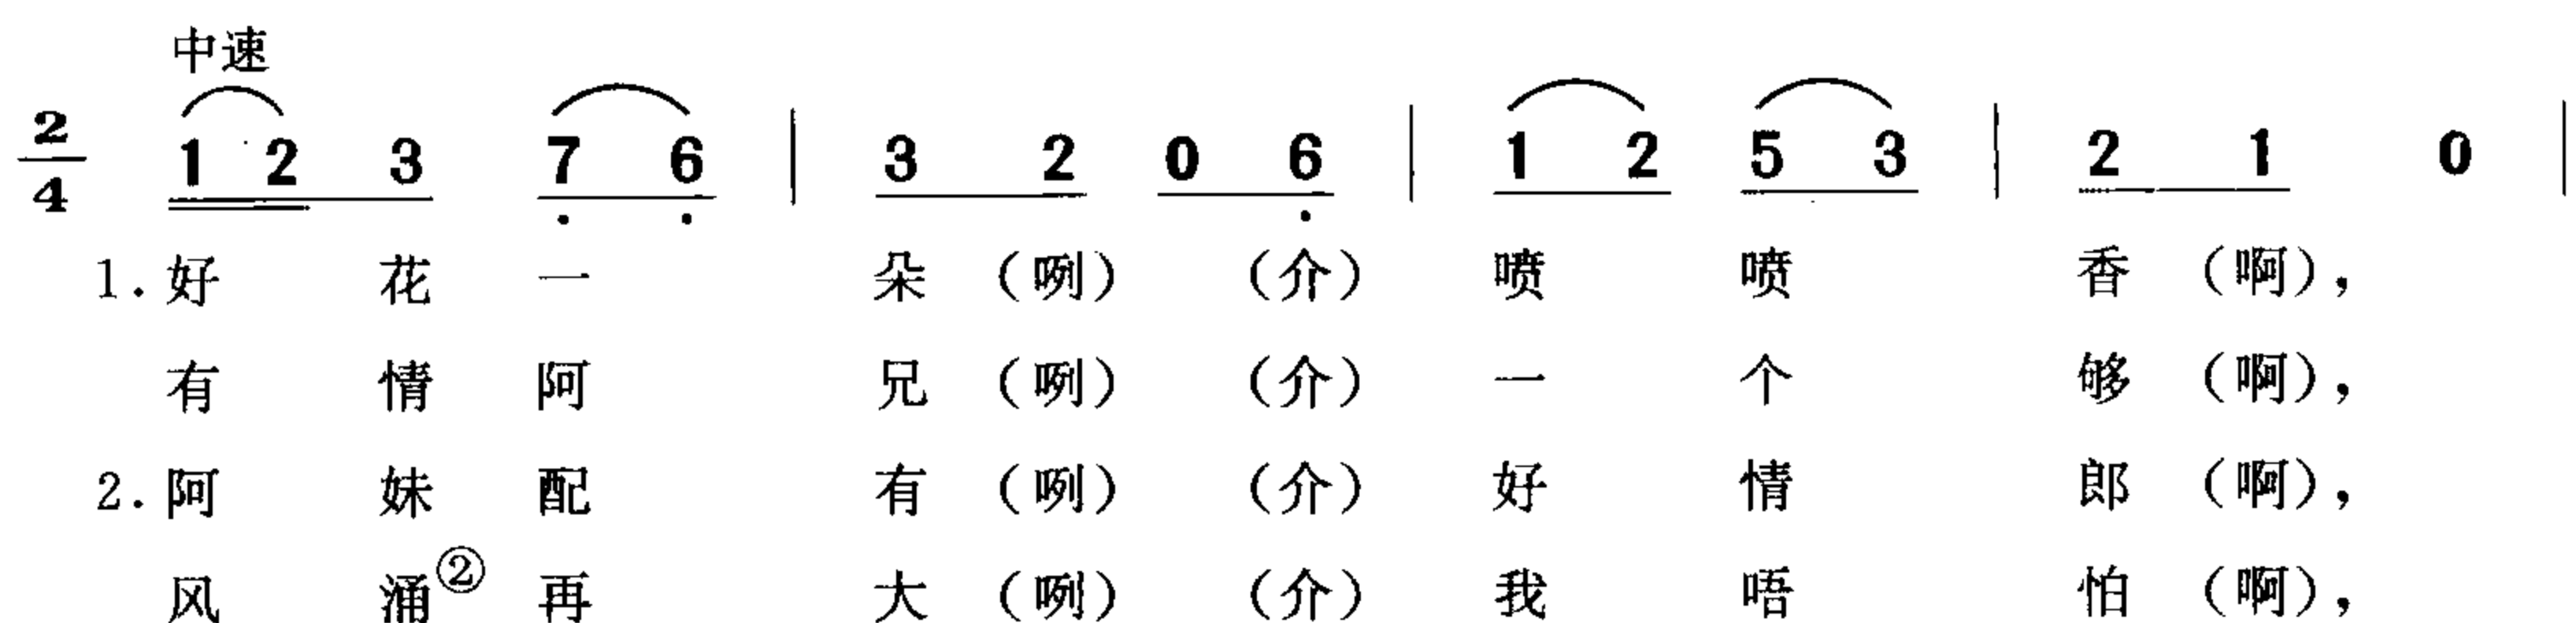 中速
2/4 1 2 3 7 6 | 3 2 0 6 | 1 2 5 3 | 2 1 0 |
1.好 花 一 朵 (咧) (介) 喷 喷 香 (啊),
有 情 阿 兄 (咧) (介) 一 个 够 (啊),
2.阿 妹 配 有 (咧) (介) 好 情 郎 (啊),
风 涌② 再 大 (咧) (介) 我 唔 怕 (啊),